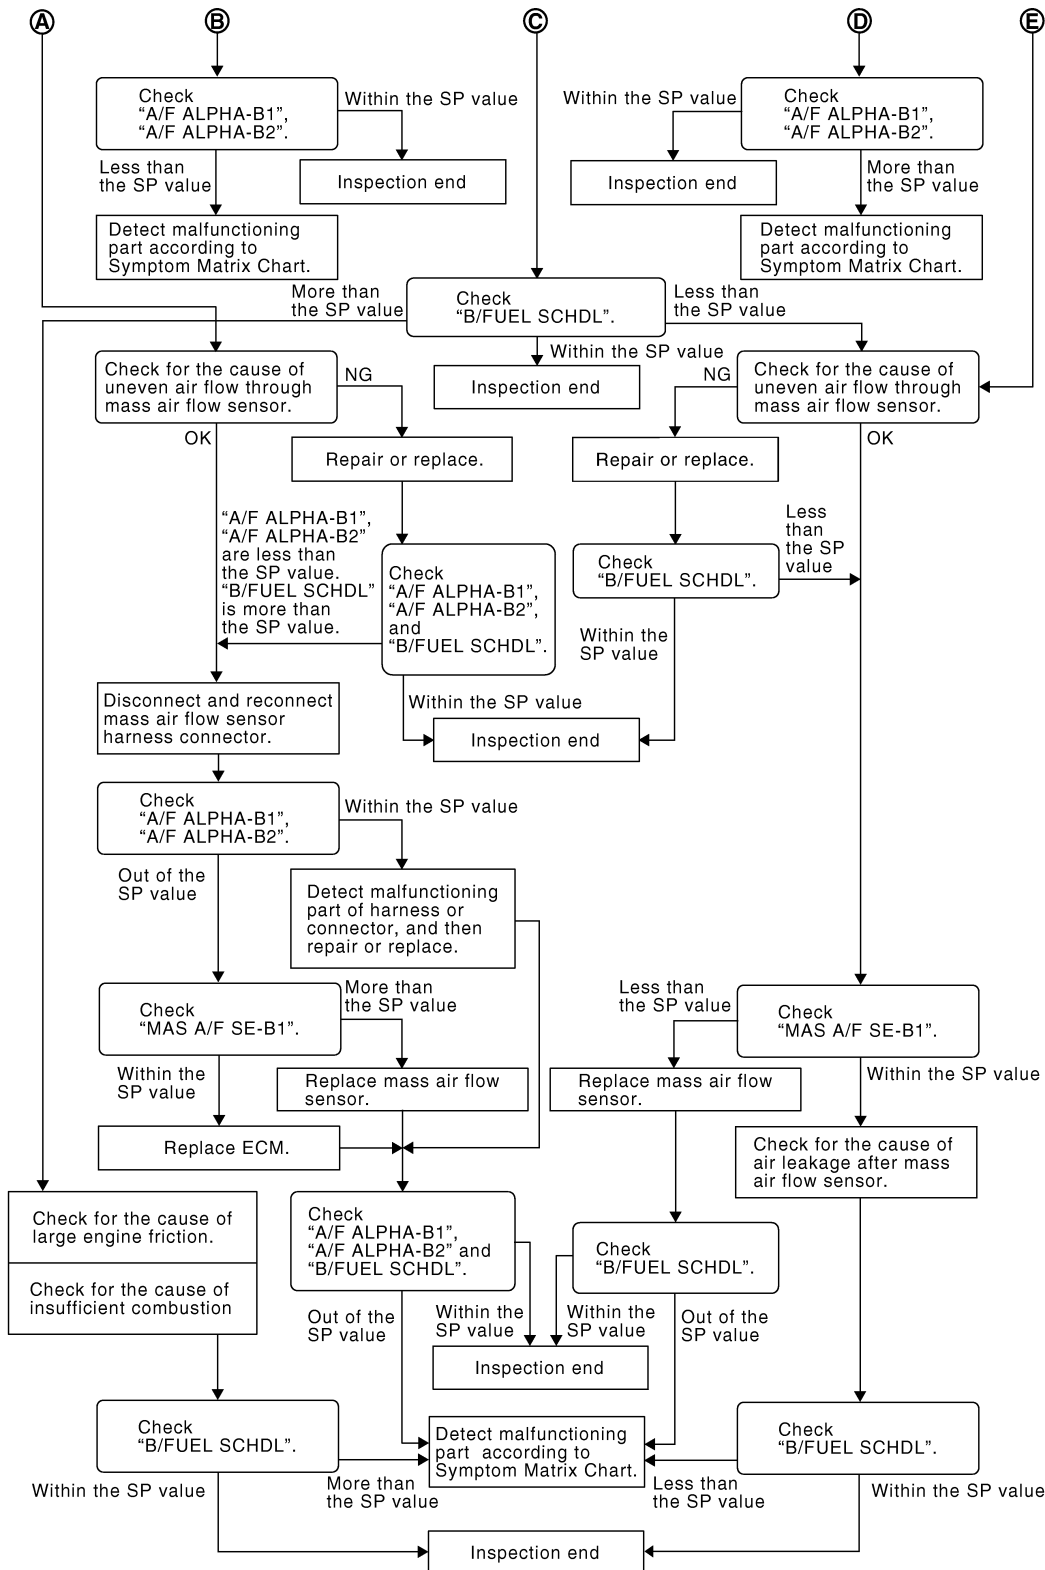 A
B
C
D
E
Check
“A/F ALPHA-B1”,
“A/F ALPHA-B2”.
Within the SP value
Within the SP value
Check
“A/F ALPHA-B1”,
“A/F ALPHA-B2”.
Less than
the SP value
Inspection end
Inspection end
More than
the SP value
Detect malfunctioning
part according to
Symptom Matrix Chart.
Detect malfunctioning
part according to
Symptom Matrix Chart.
More than
the SP value
Check
“B/FUEL SCHDL”.
Less than
the SP value
Within the SP value
Check for the cause of
uneven air flow through
mass air flow sensor.
NG
Inspection end
NG
Check for the cause of
uneven air flow through
mass air flow sensor.
OK
OK
Repair or replace.
Repair or replace.
“A/F ALPHA-B1”,
“A/F ALPHA-B2”
are less than
the SP value.
“B/FUEL SCHDL”
is more than
the SP value.
Check
“A/F ALPHA-B1”,
“A/F ALPHA-B2”,
and
“B/FUEL SCHDL”.
Check
“B/FUEL SCHDL”.
Less
than
the SP
value
Within the
SP value
Disconnect and reconnect
mass air flow sensor
harness connector.
Within the SP value
Inspection end
Check
“A/F ALPHA-B1”,
“A/F ALPHA-B2”.
Within the SP value
Out of the
SP value
Detect malfunctioning
part of harness or
connector, and then
repair or replace.
Check
“MAS A/F SE-B1”.
More than
the SP value
Less than
the SP value
Check
“MAS A/F SE-B1”.
Within the
SP value
Replace mass air flow
sensor.
Replace mass air flow
sensor.
Within the SP value
Replace ECM.
Check for the cause of
air leakage after mass
air flow sensor.
Check for the cause of
large engine friction.
Check for the cause of
insufficient combustion
Check
“A/F ALPHA-B1”,
“A/F ALPHA-B2” and
“B/FUEL SCHDL”.
Check
“B/FUEL SCHDL”.
Out of the
SP value
Within the
SP value
Within the
SP value
Out of the
SP value
Inspection end
Check
“B/FUEL SCHDL”.
Detect malfunctioning
part according to
Symptom Matrix Chart.
Check
“B/FUEL SCHDL”.
Within the SP value
More than
the SP value
Less than
the SP value
Within the SP value
Inspection end